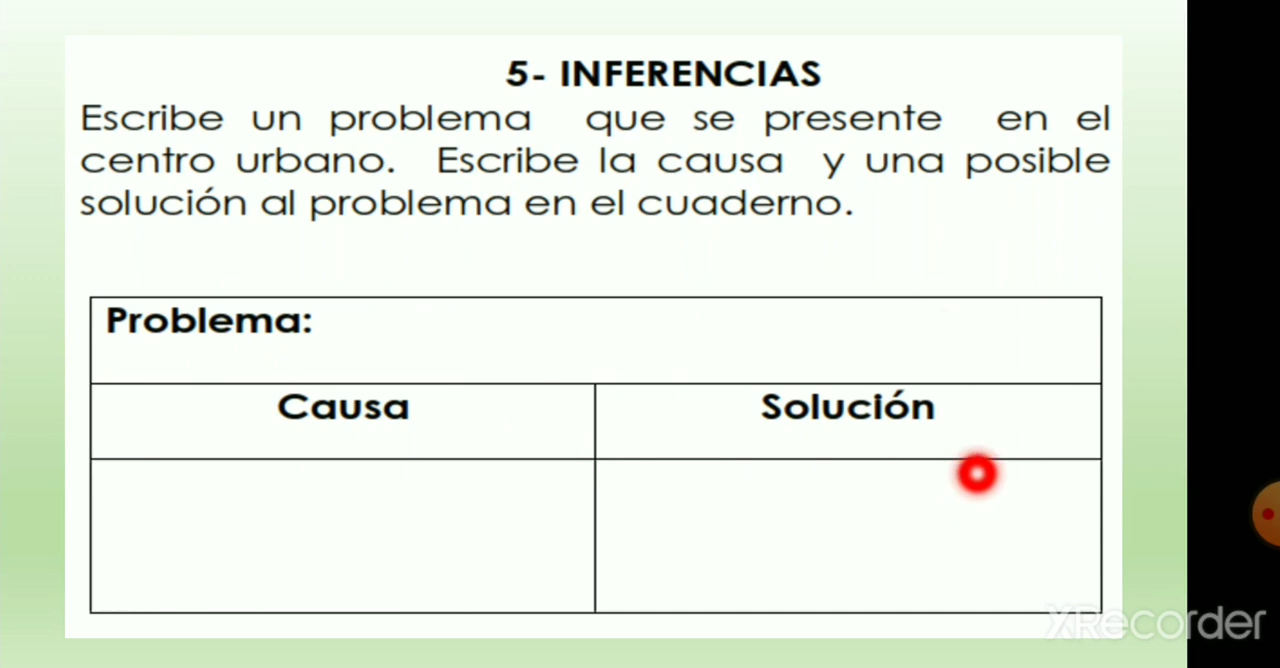 5- INFERENCIAS
Escribe un problema que se presente en el
centro urbano. Escribe la causa y una posible
solución al problema en el cuaderno.
Problema:
Causa Solución
XRecorder